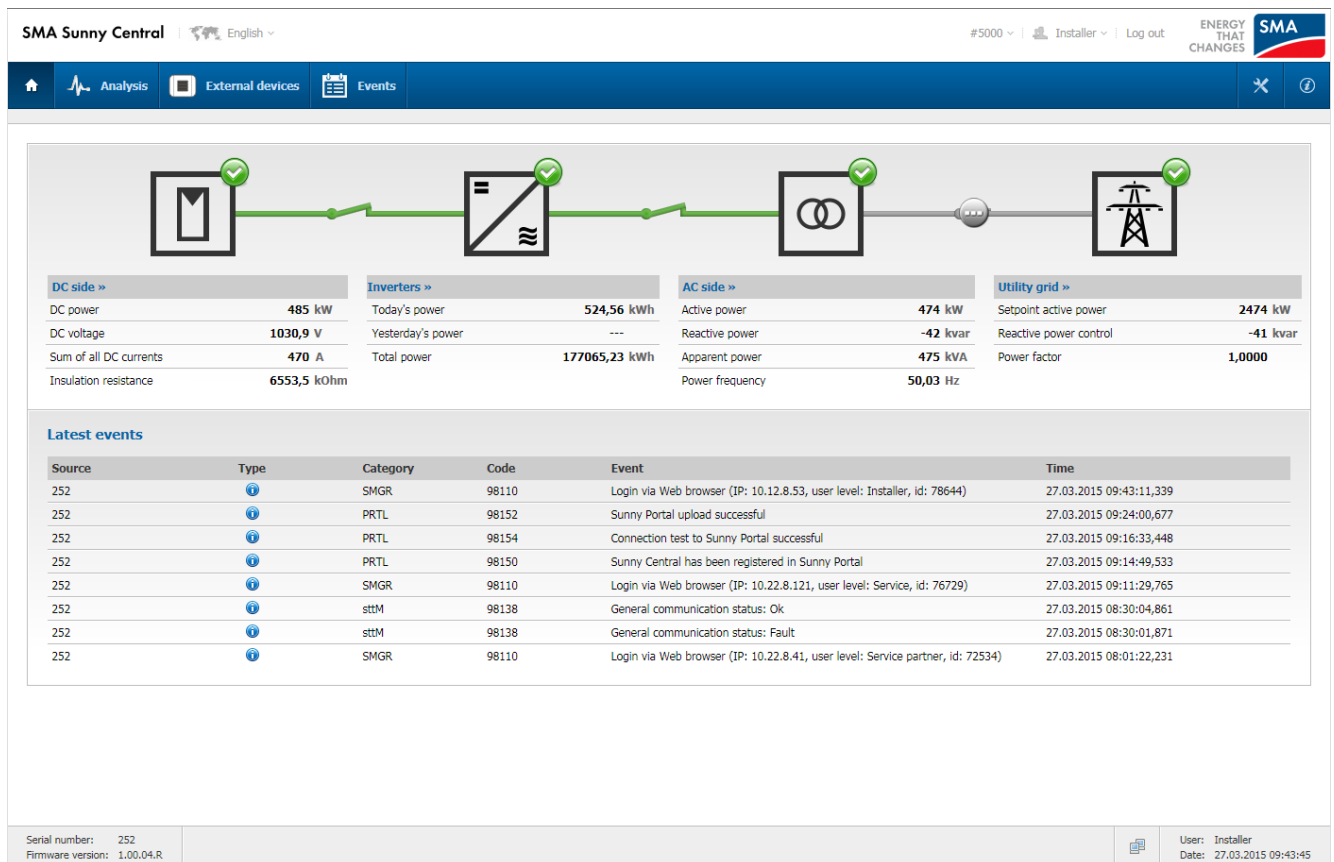 SMA Sunny Central English #5000 Installer Log out
ENERGY
THAT
CHANGES
SMA
Analysis External devices Events
DC side »
DC power 485 kW
DC voltage 1030,9 V
Sum of all DC currents 470 A
Insulation resistance 6553,5 kOhm
Inverters »
Today's power 524,56 kWh
Yesterday's power ---
Total power 177065,23 kWh
AC side »
Active power 474 kW
Reactive power -42 kvar
Apparent power 475 kVA
Power frequency 50,03 Hz
Utility grid »
Setpoint active power 2474 kW
Reactive power control -41 kvar
Power factor 1,0000
Latest events
Source Type Category Code Event Time
252 SMGR 98110 Login via Web browser (IP: 10.12.8.53, user level: Installer, id: 78644) 27.03.2015 09:43:11,339
252 PRTL 98152 Sunny Portal upload successful 27.03.2015 09:24:00,677
252 PRTL 98154 Connection test to Sunny Portal successful 27.03.2015 09:16:33,448
252 PRTL 98150 Sunny Central has been registered in Sunny Portal 27.03.2015 09:14:49,533
252 SMGR 98110 Login via Web browser (IP: 10.22.8.121, user level: Service, id: 76729) 27.03.2015 09:11:29,765
252 sttM 98138 General communication status: Ok 27.03.2015 08:30:04,861
252 sttM 98138 General communication status: Fault 27.03.2015 08:30:01,871
252 SMGR 98110 Login via Web browser (IP: 10.22.8.41, user level: Service partner, id: 72534) 27.03.2015 08:01:22,231
Serial number: 252
Firmware version: 1.00.04.R
User: Installer
Date: 27.03.2015 09:43:45